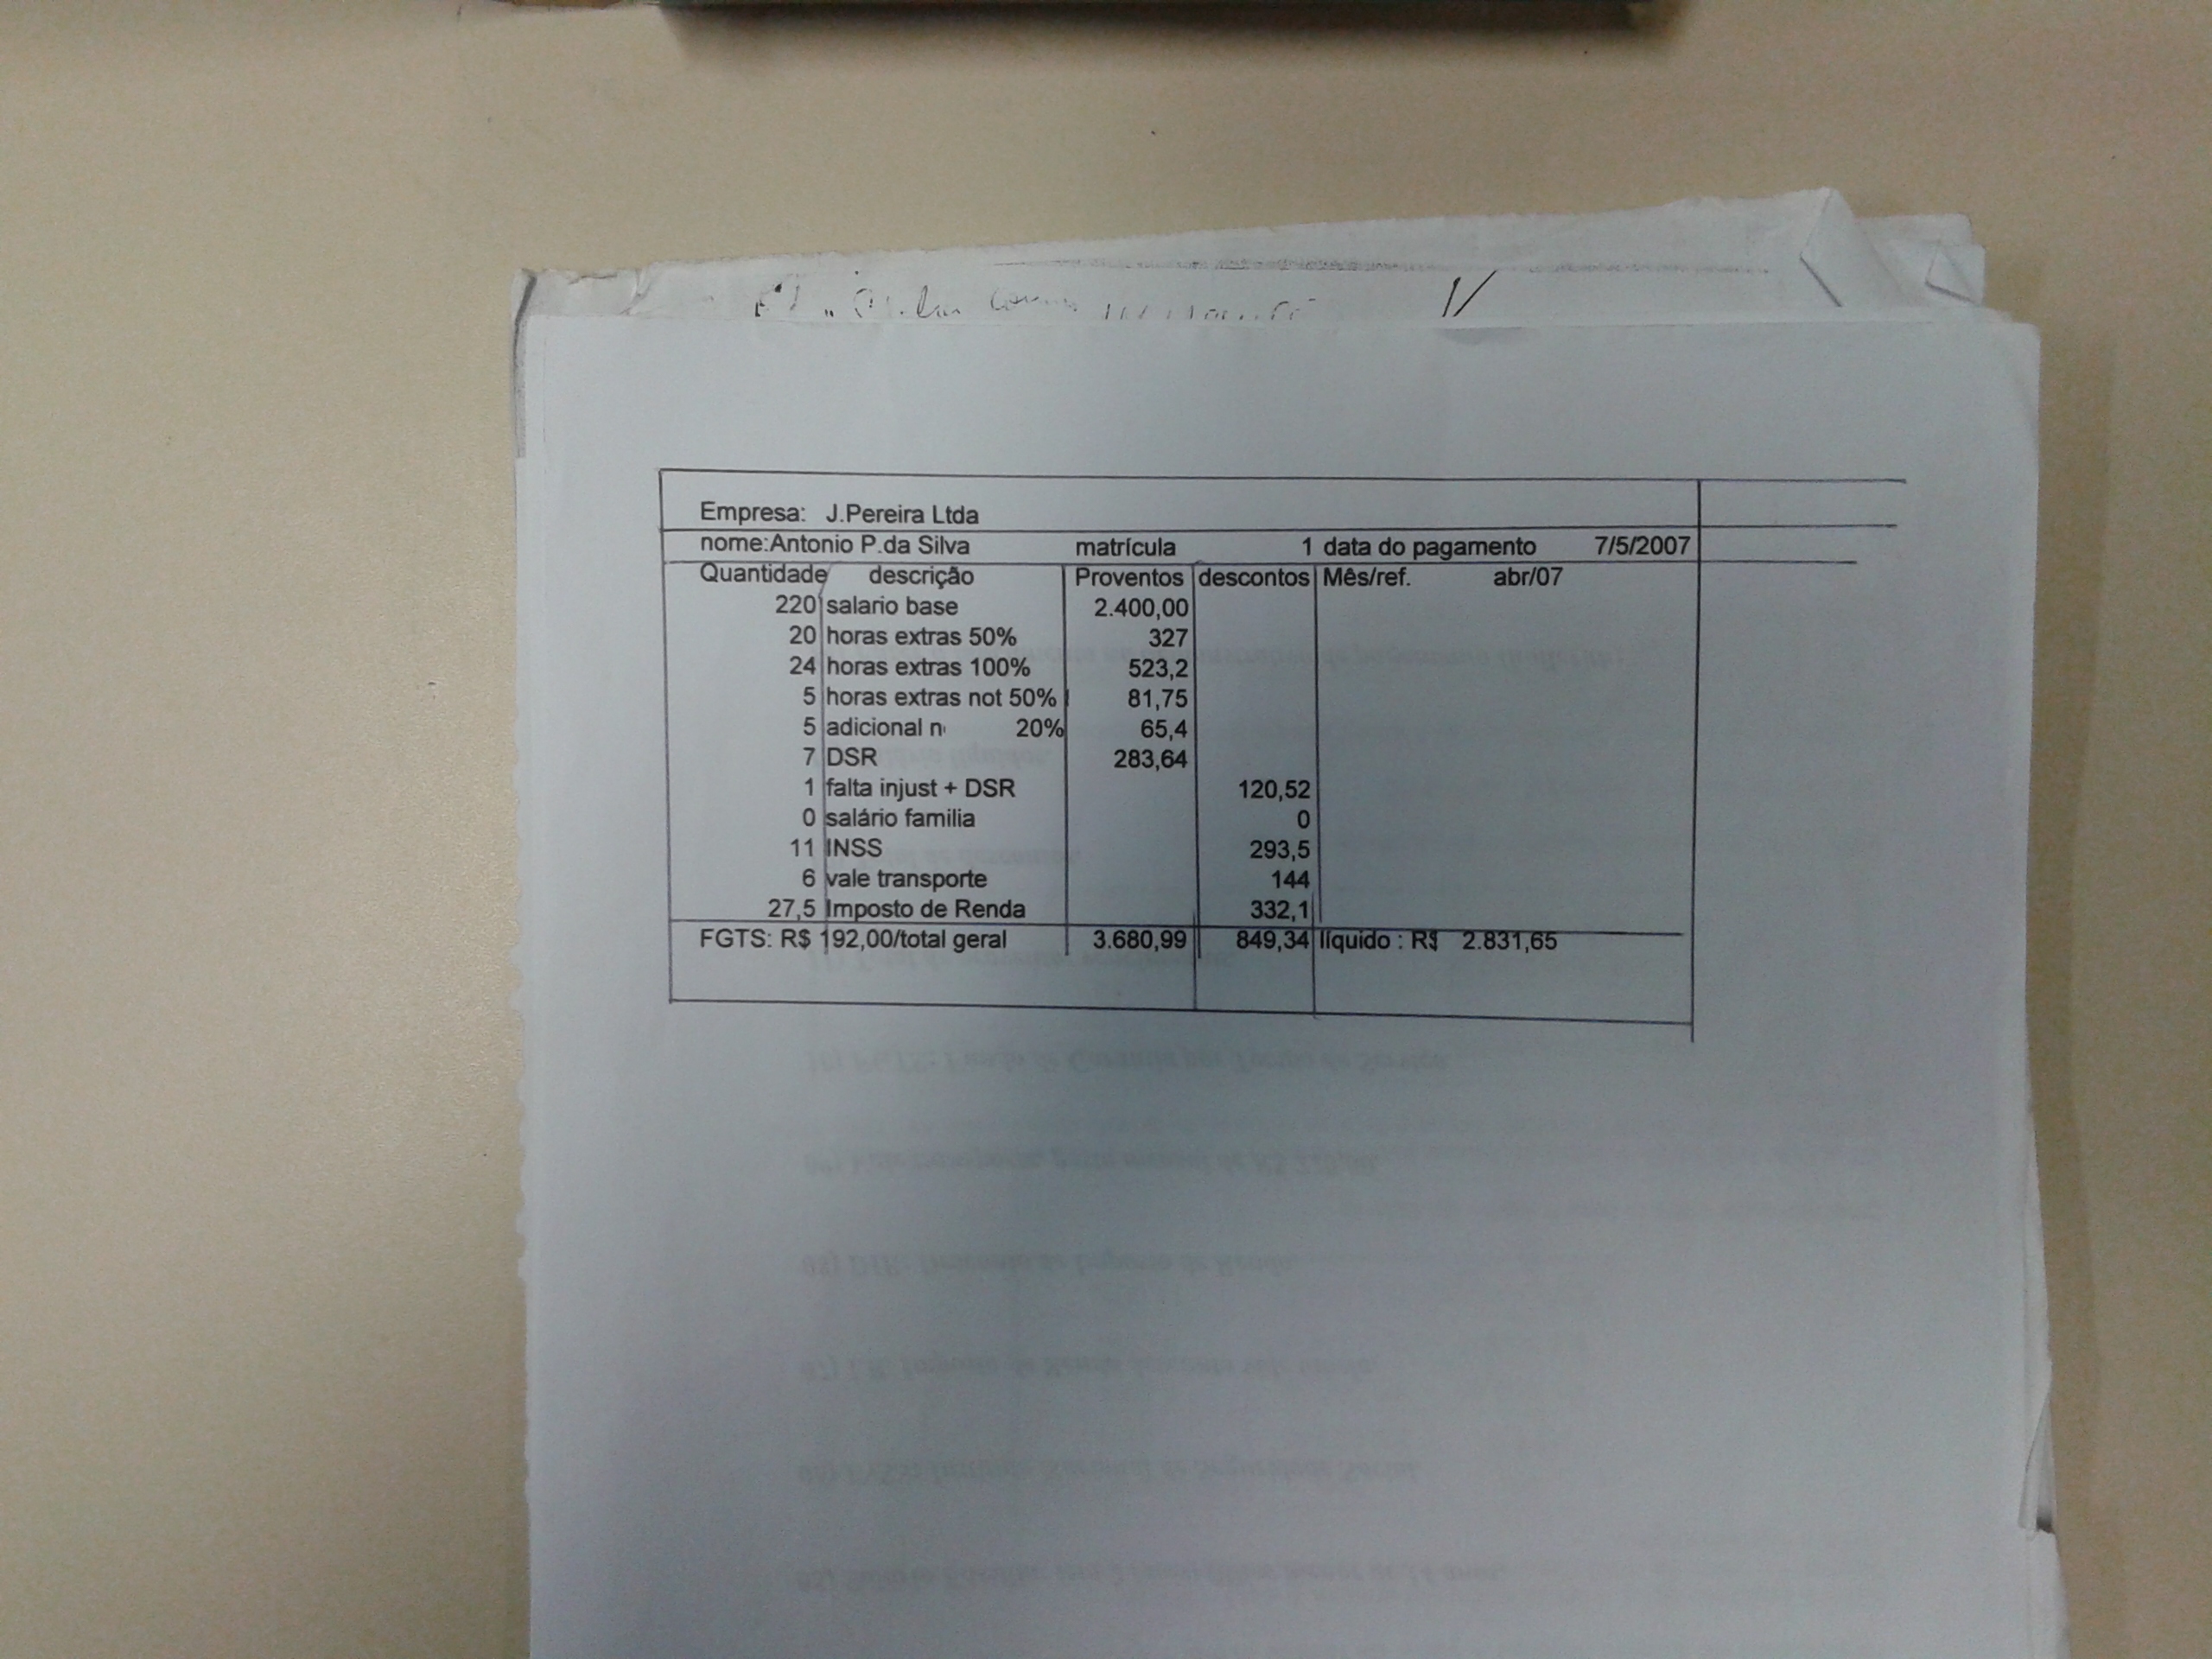 Empresa: J.Pereira Ltda
nome:Antonio P.da Silva matrícula 1 data do pagamento 7/5/2007
Quantidade descrição Proventos descontos Mês/ref. abr/07
220 salario base 2.400,00
20 horas extras 50% 327
24 horas extras 100% 523,2
5 horas extras not 50% 81,75
5 adicional n 20% 65,4
7 DSR 283,64
1 falta injust + DSR 120,52
0 salário familia 0
11 INSS 293,5
6 vale transporte 144
27,5 Imposto de Renda 332,1
FGTS: R$ 192,00/total geral 3.680,99 849,34 líquido : R$ 2.831,65